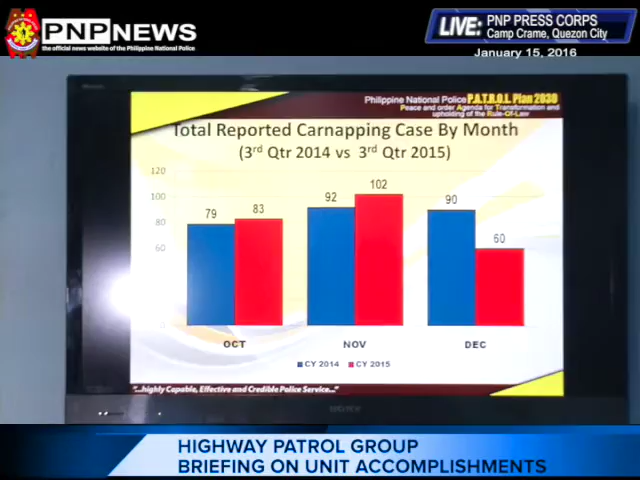 PNPNEWS
the official news website of the Philippine National Police
LIVE:
PNP PRESS CORPS
Camp Crame, Quezon City
January 15, 2016
Philippine National Police P.A.T.R.O.L Plan 2030
Peace and order Agenda for Transformation and
upholding of the Rule-Of-Law
Total Reported Carnapping Case By Month
(3rd Qtr 2014 vs 3rd Qtr 2015)
120
100
80
60
0
79
83
92
102
90
60
OCT
NOV
DEC
CY 2014
CY 2015
"...highly Capable, Effective and Credible Police Service..."
SONY
HIGHWAY PATROL GROUP
BRIEFING ON UNIT ACCOMPLISHMENTS